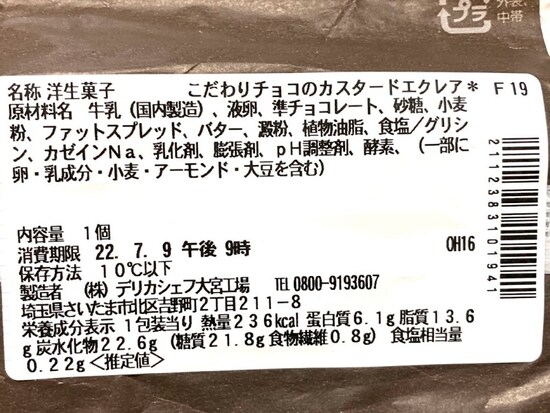 プラ
外装、
中帯
名称 洋生菓子 こだわりチョコのカスタードエクレア* F19
原材料名 牛乳（国内製造）、液卵、準チョコレート、砂糖、小麦
粉、ファットスプレッド、バター、澱粉、植物油脂、食塩／グリシ
ン、カゼインNa、乳化剤、膨張剤、pH調整剤、酵素、（一部に
卵・乳成分・小麦・アーモンド・大豆を含む）
2112383101941
内容量 1個
消費期限 22.7.9 午後9時 OH16
保存方法 10℃以下
製造者 （株）デリカシェフ大宮工場 TEL 0800-9193607
埼玉県さいたま市北区吉野町2丁目211-8
栄養成分表示 1包装当り 熱量236kcal 蛋白質6.1g 脂質13.6
g 炭水化物22.6g（糖質21.8g 食物繊維0.8g） 食塩相当量
0.22g <推定値>